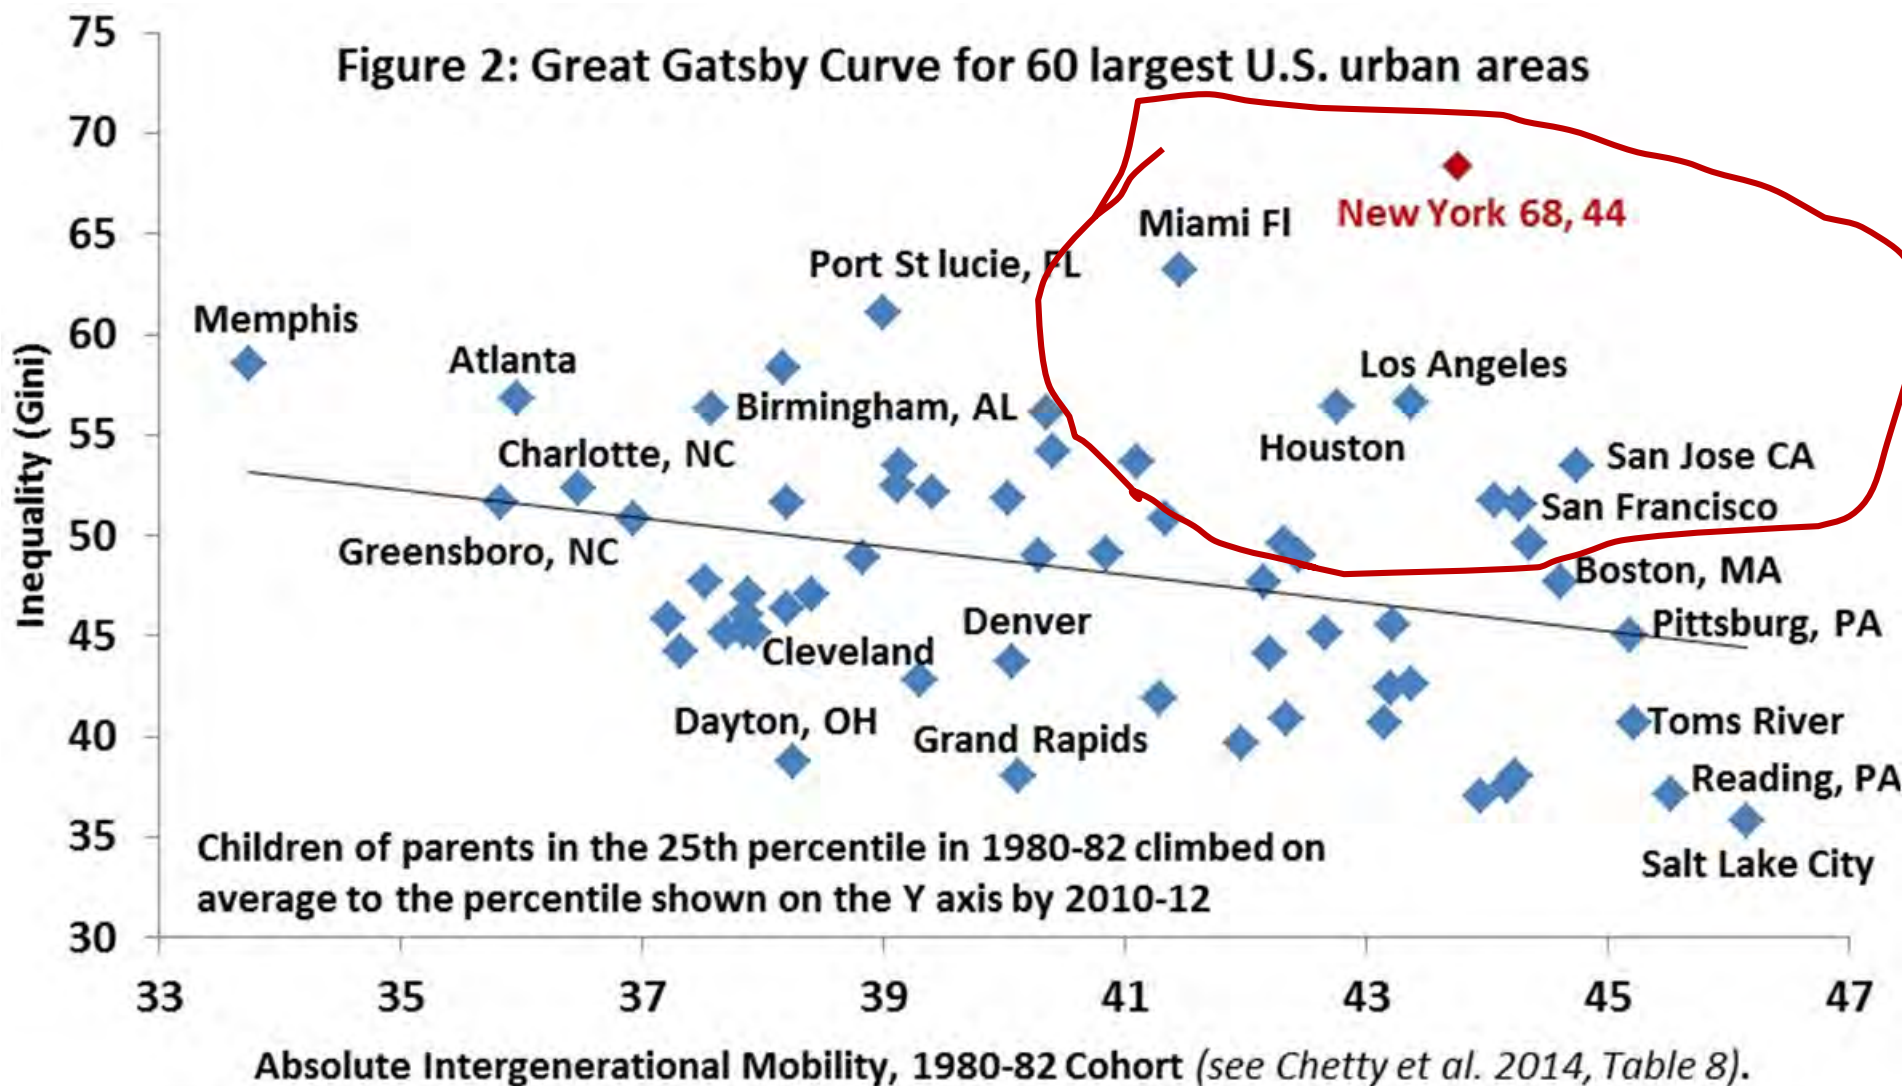 75
Figure 2: Great Gatsby Curve for 60 largest U.S. urban areas
70
New York 68, 44
Miami Fl
65
Port St lucie, FL
Memphis
60
Atlanta
Los Angeles
Birmingham, AL
55
Charlotte, NC
Houston
San Jose CA
San Francisco
50
Greensboro, NC
Boston, MA
45
Denver
Pittsburg, PA
Cleveland
40
Dayton, OH
Grand Rapids
Toms River
Reading, PA
35
Salt Lake City
Children of parents in the 25th percentile in 1980-82 climbed on
average to the percentile shown on the Y axis by 2010-12
30
Inequality (Gini)
33 35 37 39 41 43 45 47
Absolute Intergenerational Mobility, 1980-82 Cohort (see Chetty et al. 2014, Table 8).